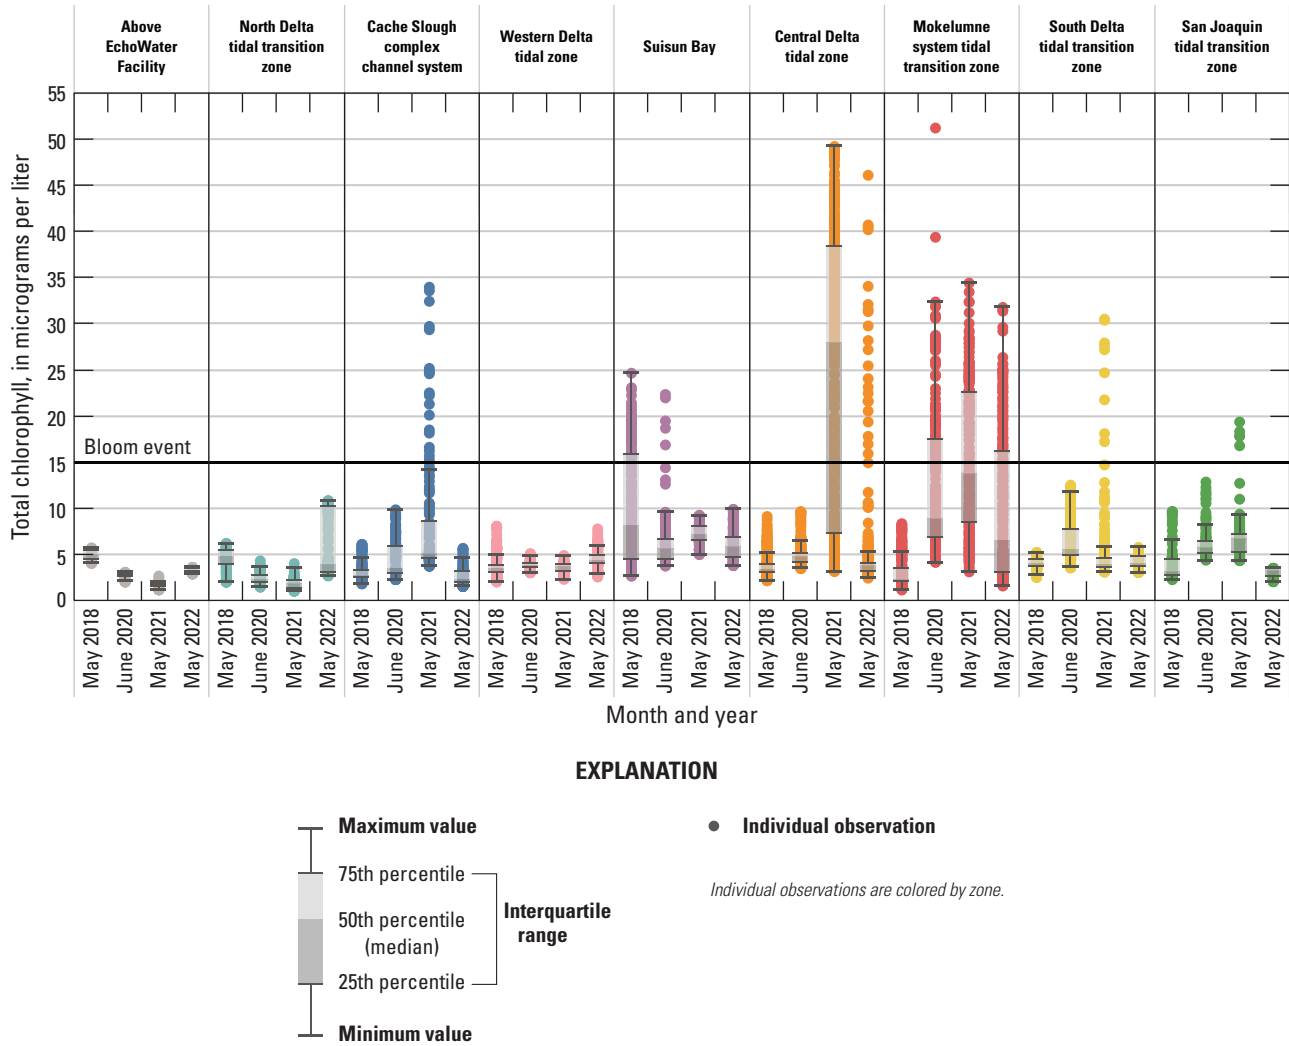 Above
EchoWater
Facility
North Delta
tidal transition
zone
Cache Slough
complex
channel system
Western Delta
tidal zone
Suisun Bay
Central Delta
tidal zone
Mokelumne
system tidal
transition zone
South Delta
tidal transition
zone
San Joaquin
tidal transition
zone
Total chlorophyll, in micrograms per liter
55
50
45
40
35
30
25
20
15
10
5
0
Bloom event
May 2018
June 2020
May 2021
May 2022
May 2018
June 2020
May 2021
May 2022
May 2018
June 2020
May 2021
May 2022
May 2018
June 2020
May 2021
May 2022
May 2018
June 2020
May 2021
May 2022
May 2018
June 2020
May 2021
May 2022
May 2018
June 2020
May 2021
May 2022
May 2018
June 2020
May 2021
May 2022
May 2018
June 2020
May 2021
May 2022
Month and year
EXPLANATION
Maximum value
75th percentile
50th percentile
(median)
25th percentile
Minimum value
Interquartile
range
Individual observation
Individual observations are colored by zone.